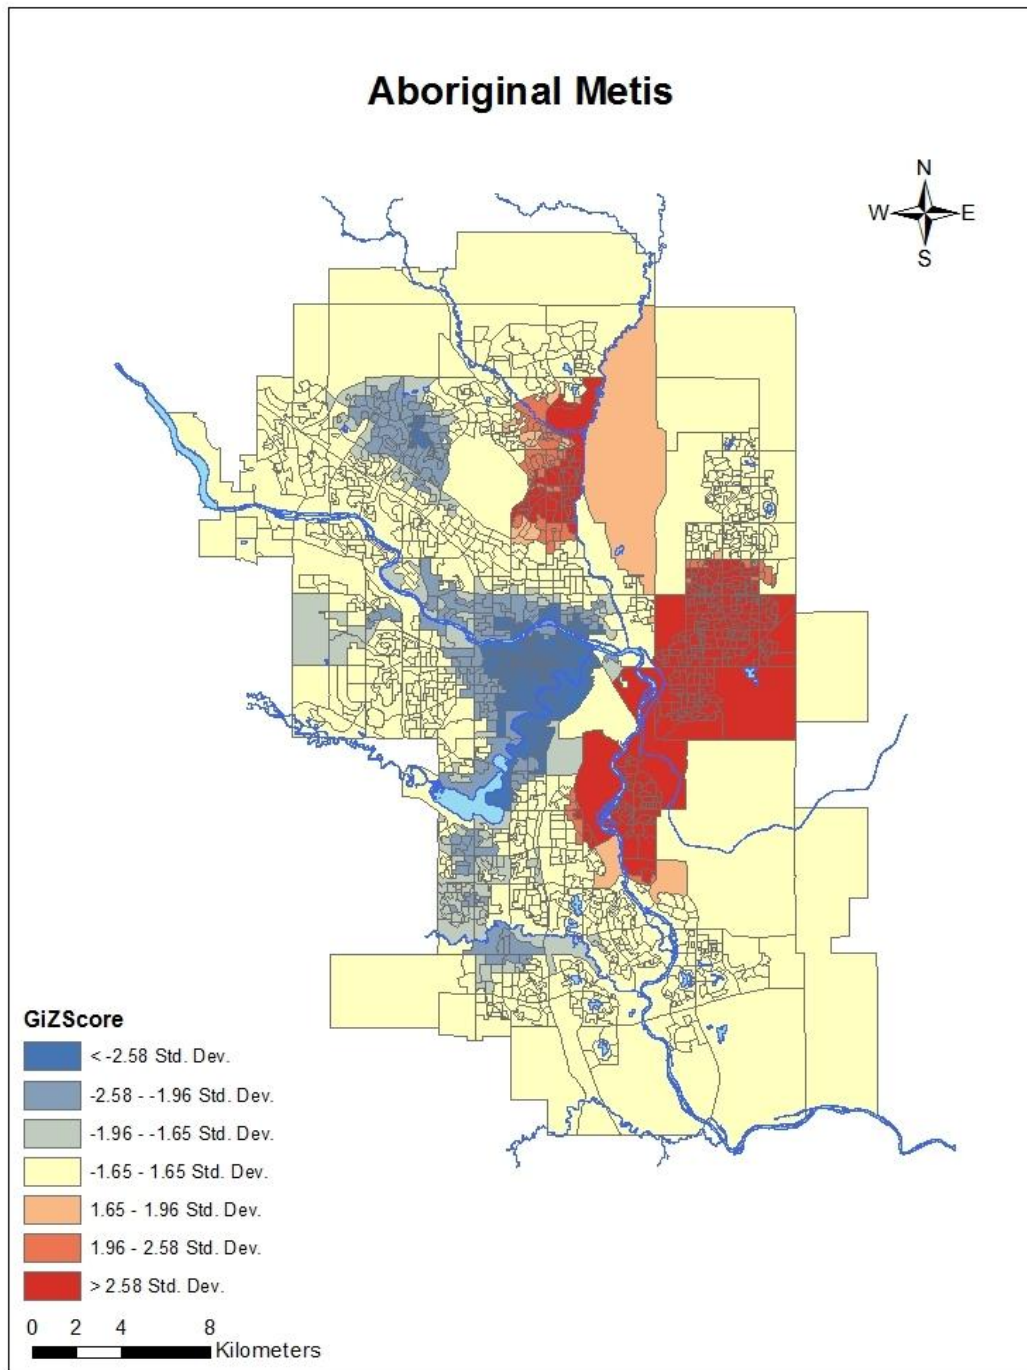 Aboriginal Metis
N
W E
S
GiZScore
< -2.58 Std. Dev.
-2.58 - -1.96 Std. Dev.
-1.96 - -1.65 Std. Dev.
-1.65 - 1.65 Std. Dev.
1.65 - 1.96 Std. Dev.
1.96 - 2.58 Std. Dev.
> 2.58 Std. Dev.
0 2 4 8
Kilometers